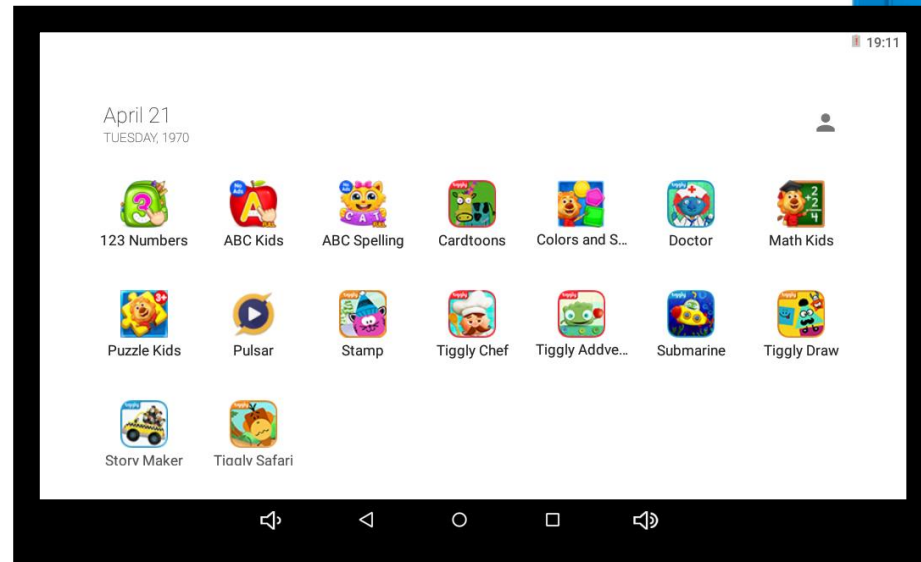 19:11
April 21
TUESDAY, 1970
123 Numbers
ABC Kids
ABC Spelling
Cardtoons
Colors and S...
Doctor
Math Kids
Puzzle Kids
Pulsar
Stamp
Tiggly Chef
Tiggly Addve...
Submarine
Tiggly Draw
Story Maker
Tiggly Safari